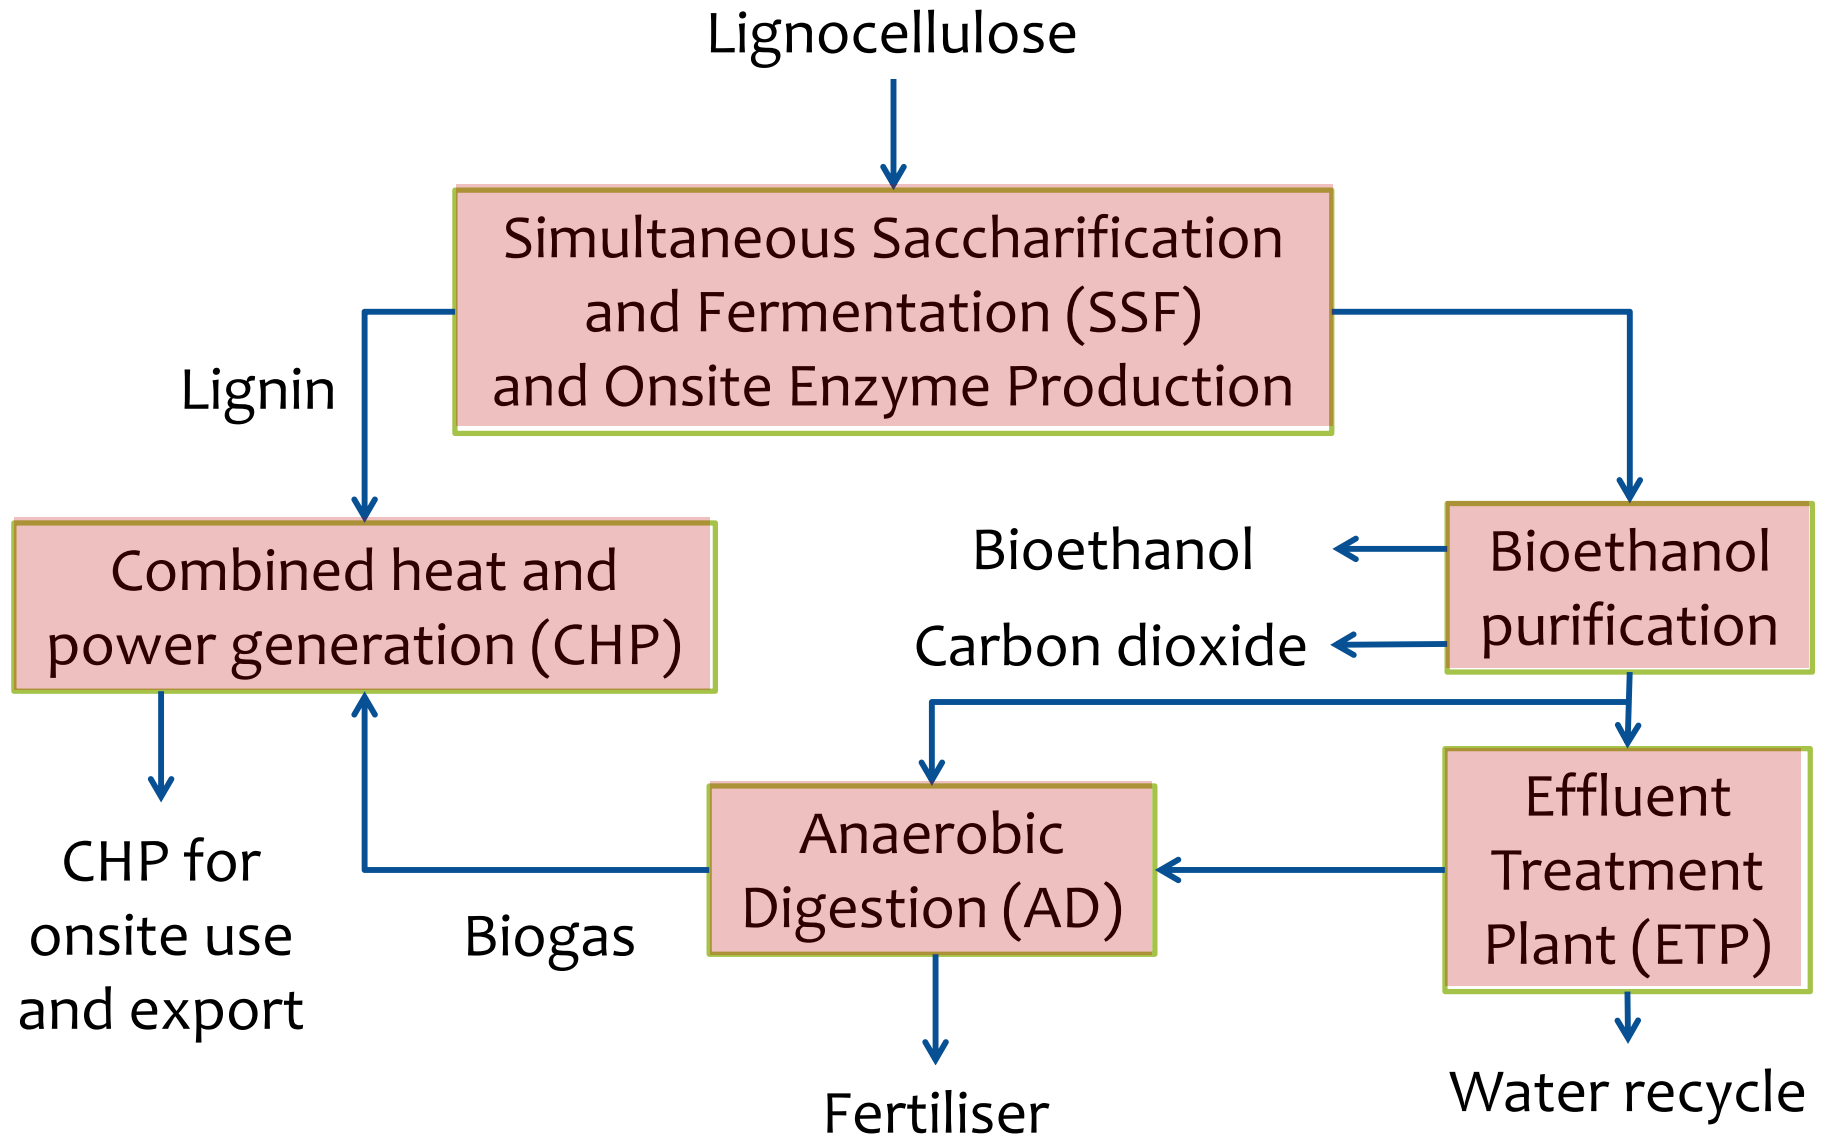 Lignocellulose
Simultaneous Saccharification
and Fermentation (SSF)
and Onsite Enzyme Production
Lignin
Combined heat and
power generation (CHP)
Bioethanol
Carbon dioxide
Bioethanol
purification
CHP for
onsite use
and export
Biogas
Anaerobic
Digestion (AD)
Effluent
Treatment
Plant (ETP)
Fertiliser
Water recycle